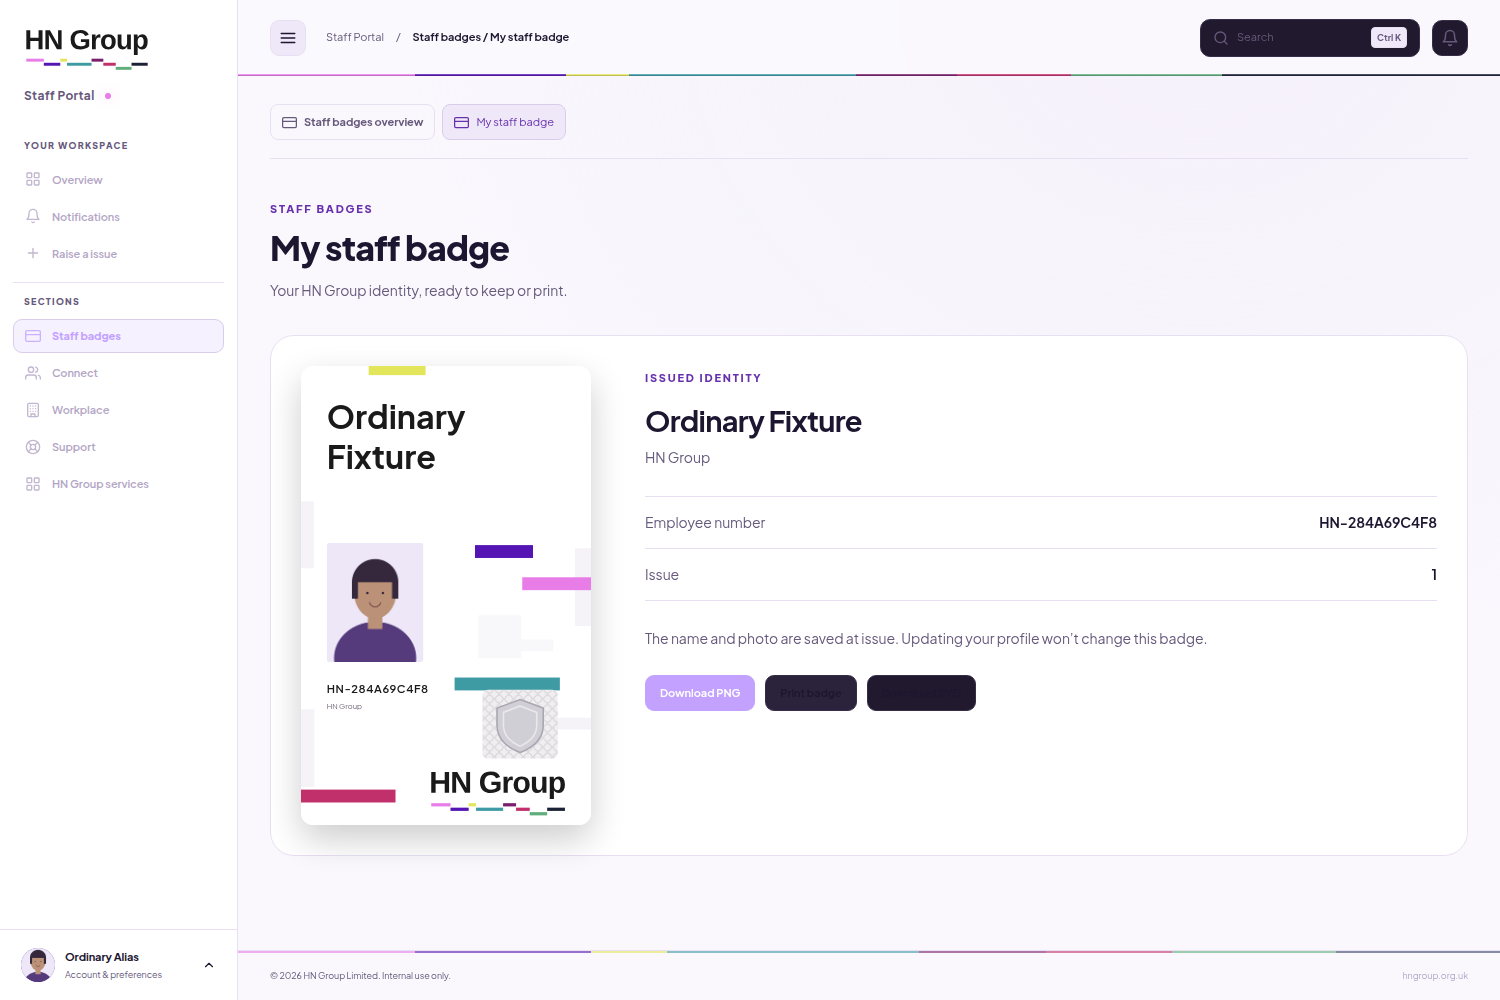 HN Group
Staff Portal
YOUR WORKSPACE
Overview
Notifications
Raise a issue
SECTIONS
Staff badges
Connect
Workplace
Support
HN Group services
Ordinary Alias
Account & preferences
Staff Portal / Staff badges / My staff badge
Search
Ctrl K
Staff badges overview
My staff badge
STAFF BADGES
My staff badge
Your HN Group identity, ready to keep or print.
Ordinary
Fixture
HN-284A69C4F8
HN Group
HN Group
ISSUED IDENTITY
Ordinary Fixture
HN Group
Employee number HN-284A69C4F8
Issue 1
The name and photo are saved at issue. Updating your profile won't change this badge.
Download PNG
Print badge
© 2026 HN Group Limited. Internal use only.
hngroup.org.uk